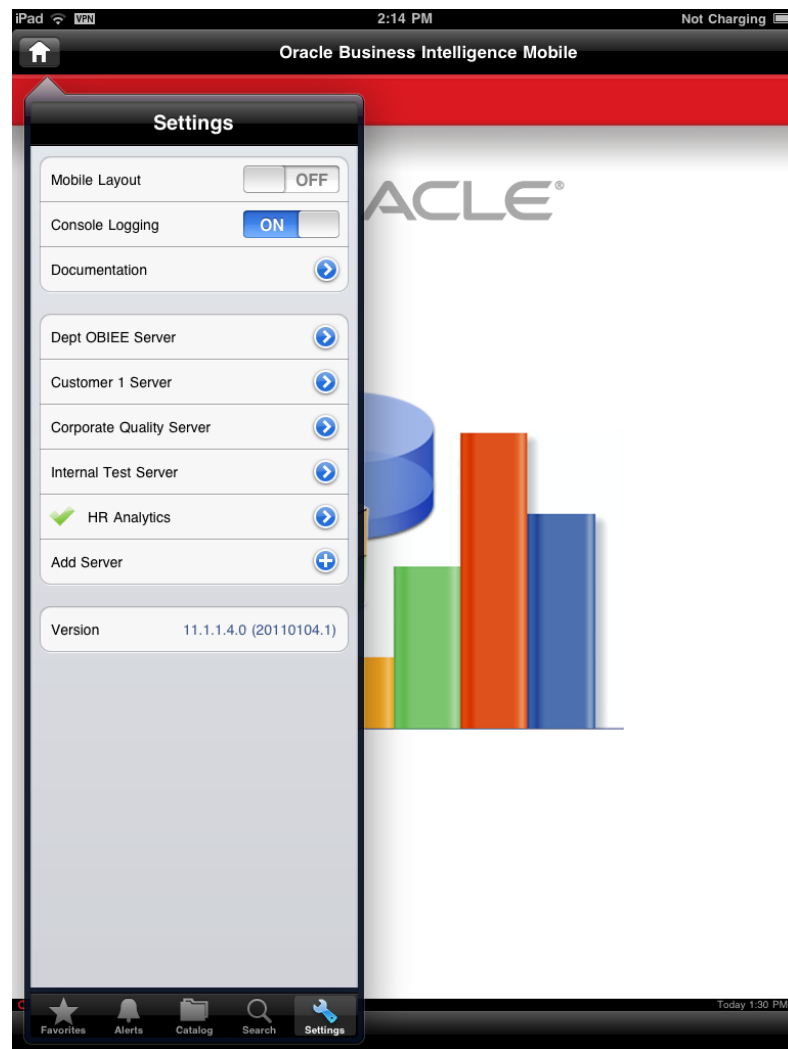 iPad VPN 2:14 PM Not Charging
Oracle Business Intelligence Mobile
Settings
Mobile Layout OFF
ACLE®
Console Logging ON
Documentation
Dept OBIEE Server
Customer 1 Server
Corporate Quality Server
Internal Test Server
HR Analytics
Add Server
Version 11.1.1.4.0 (20110104.1)
Today 1:30 PM
Favorites Alerts Catalog Search Settings